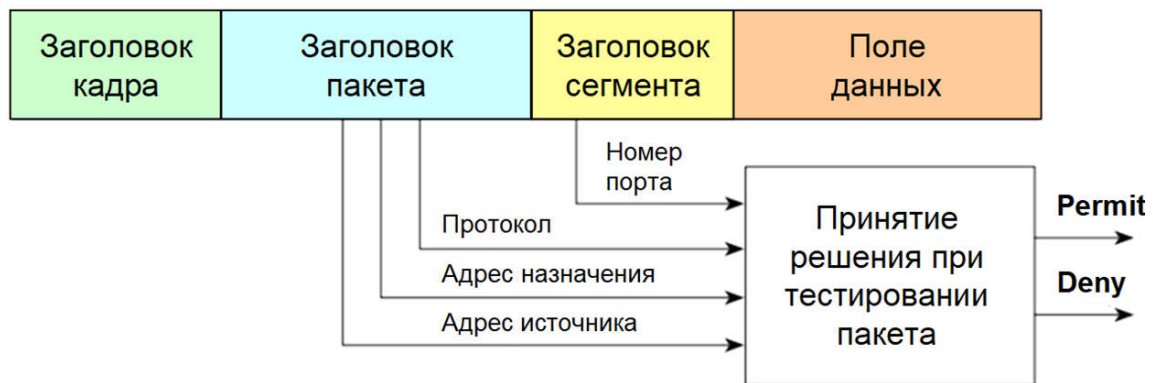 Заголовок
кадра
Заголовок
пакета
Заголовок
сегмента
Поле
данных
Номер
порта
Протокол
Адрес назначения
Адрес источника
Принятие
решения при
тестировании
пакета
Permit
Deny